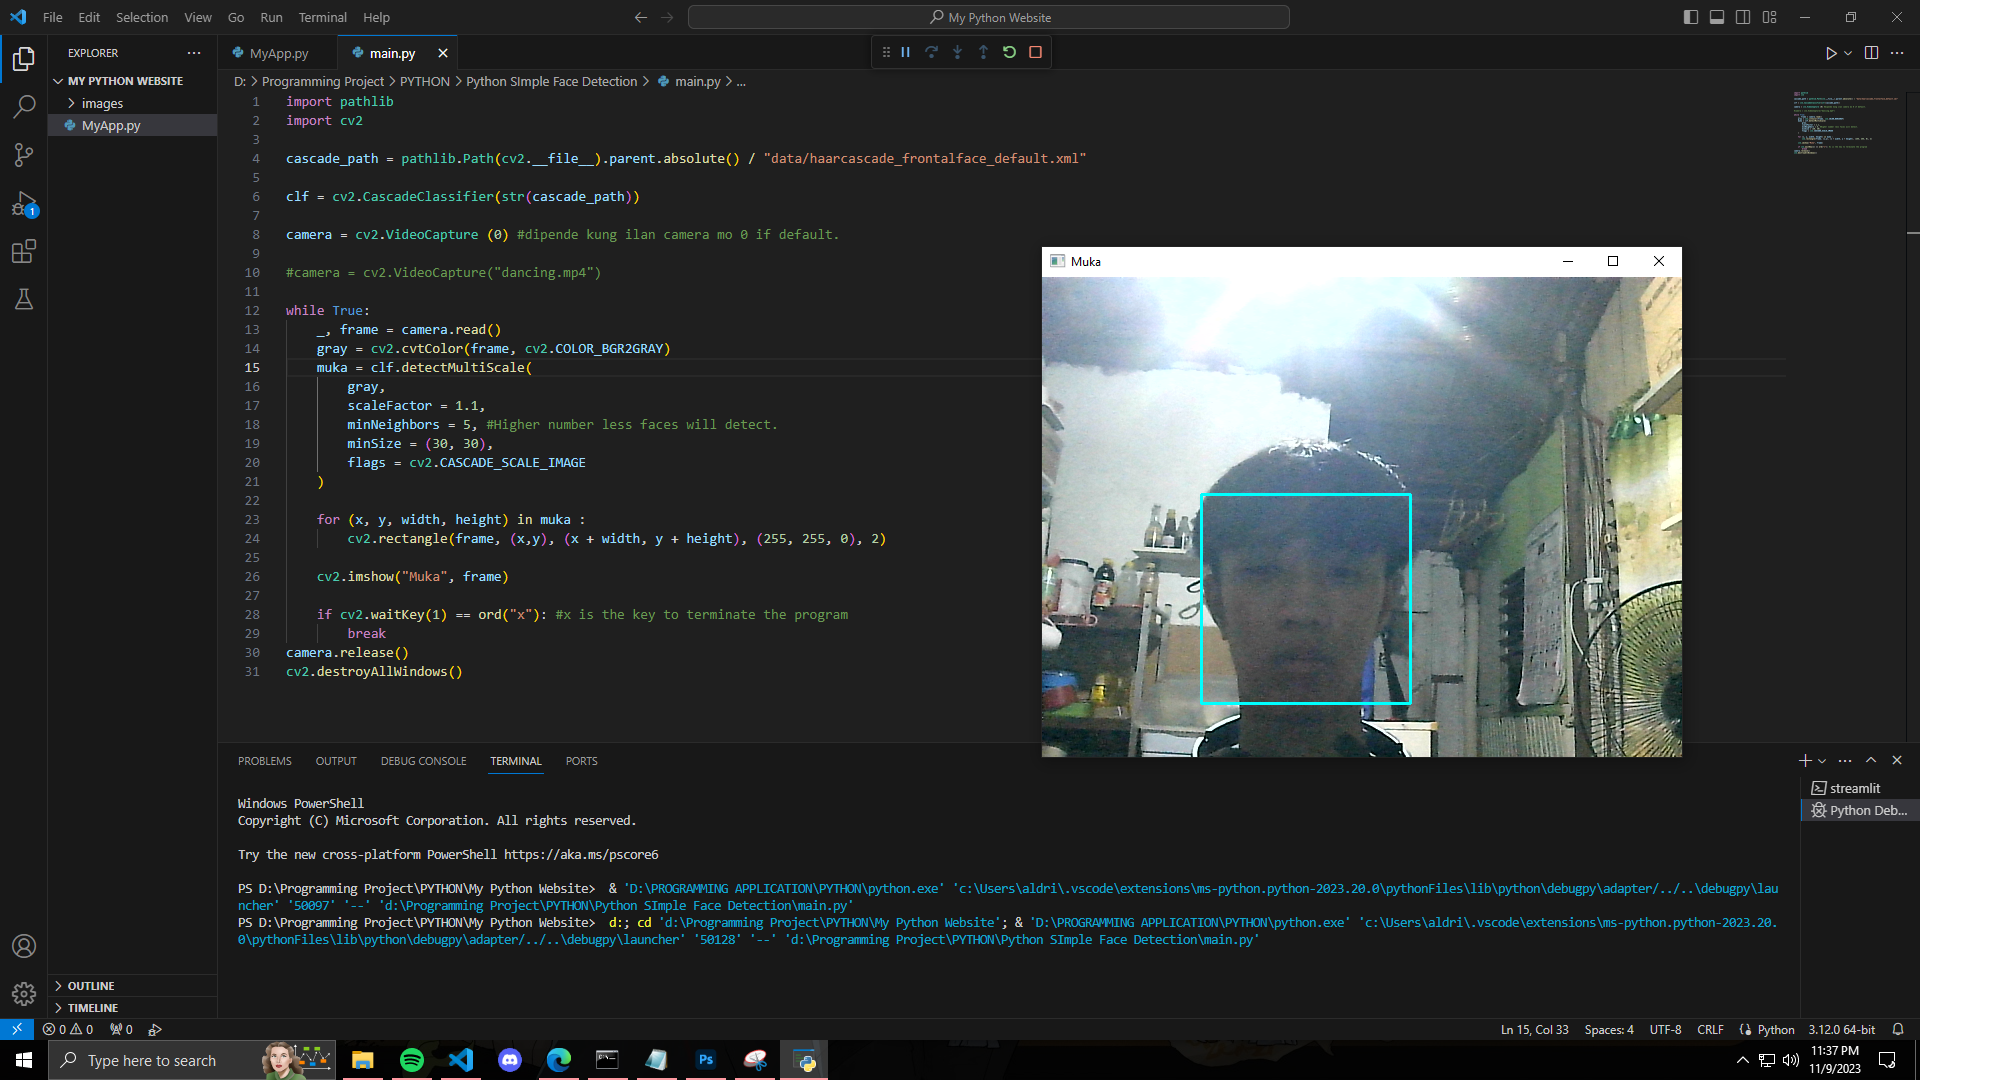 File Edit Selection View Go Run Terminal Help
My Python Website
EXPLORER
MyApp.py
main.py
MY PYTHON WEBSITE
images
MyApp.py
D: > Programming Project > PYTHON > Python SImple Face Detection > main.py > ...
1 import pathlib
2 import cv2
3
4 cascade_path = pathlib.Path(cv2.__file__).parent.absolute() / "data/haarcascade_frontalface_default.xml"
5
6 clf = cv2.CascadeClassifier(str(cascade_path))
7
8 camera = cv2.VideoCapture (0) #dipende kung ilan camera mo 0 if default.
9
10 #camera = cv2.VideoCapture("dancing.mp4")
11
12 while True:
13 _, frame = camera.read()
14 gray = cv2.cvtColor(frame, cv2.COLOR_BGR2GRAY)
15 muka = clf.detectMultiScale(
16 gray,
17 scaleFactor = 1.1,
18 minNeighbors = 5, #Higher number less faces will detect.
19 minSize = (30, 30),
20 flags = cv2.CASCADE_SCALE_IMAGE
21 )
22
23 for (x, y, width, height) in muka :
24 cv2.rectangle(frame, (x,y), (x + width, y + height), (255, 255, 0), 2)
25
26 cv2.imshow("Muka", frame)
27
28 if cv2.waitKey(1) == ord("x"): #x is the key to terminate the program
29 break
30 camera.release()
31 cv2.destroyAllWindows()
Muka
1
PROBLEMS OUTPUT DEBUG CONSOLE TERMINAL PORTS
streamlit
Python Deb...
Windows PowerShell
Copyright (C) Microsoft Corporation. All rights reserved.
Try the new cross-platform PowerShell https://aka.ms/pscore6
PS D:\Programming Project\PYTHON\My Python Website> & 'D:\PROGRAMMING APPLICATION\PYTHON\python.exe' 'c:\Users\aldri\.vscode\extensions\ms-python.python-2023.20.0\pythonFiles\lib\python\debugpy\adapter/../..\debugpy\lau
ncher' '50097' '--' 'd:\Programming Project\PYTHON\Python SImple Face Detection\main.py'
PS D:\Programming Project\PYTHON\My Python Website> d:; cd 'd:\Programming Project\PYTHON\My Python Website'; & 'D:\PROGRAMMING APPLICATION\PYTHON\python.exe' 'c:\Users\aldri\.vscode\extensions\ms-python.python-2023.20.
0\pythonFiles\lib\python\debugpy\adapter/../..\debugpy\launcher' '50128' '--' 'd:\Programming Project\PYTHON\Python SImple Face Detection\main.py'
OUTLINE
TIMELINE
0 0 0
Ln 15, Col 33 Spaces: 4 UTF-8 CRLF Python 3.12.0 64-bit
Type here to search
Ps
11:37 PM
11/9/2023